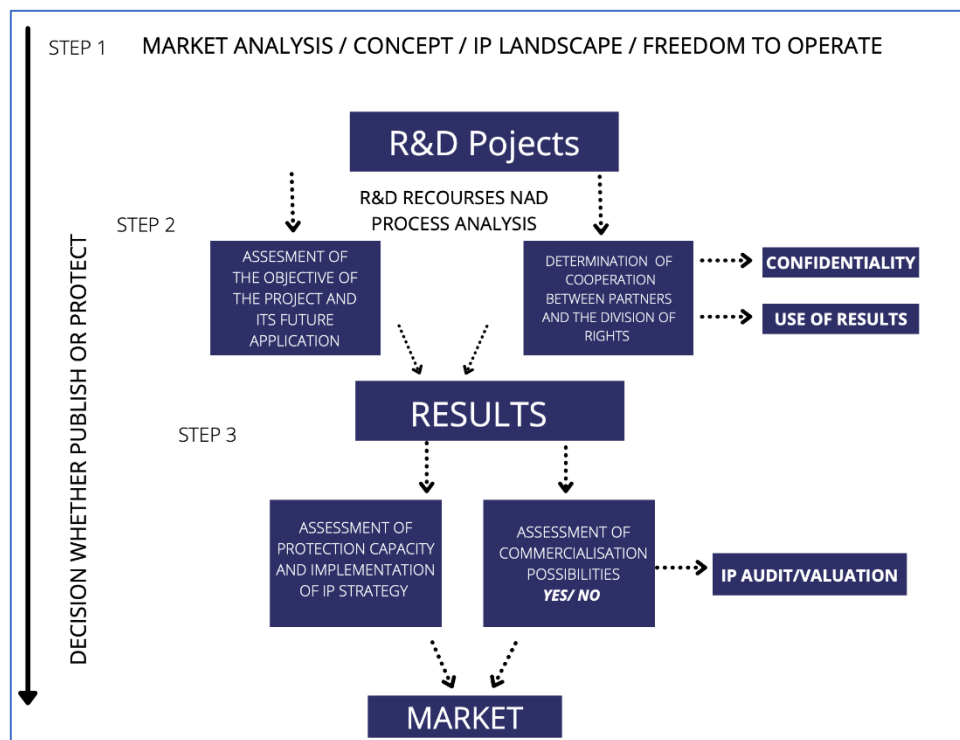 STEP 1
MARKET ANALYSIS / CONCEPT / IP LANDSCAPE / FREEDOM TO OPERATE
R&D Pojects
R&D RECOURSES NAD
PROCESS ANALYSIS
STEP 2
ASSESMENT OF
THE OBJECTIVE OF
THE PROJECT AND
ITS FUTURE
APPLICATION
DETERMINATION OF
COOPERATION
BETWEEN PARTNERS
AND THE DIVISION OF
RIGHTS
CONFIDENTIALITY
USE OF RESULTS
DECISION WHETHER PUBLISH OR PROTECT
RESULTS
STEP 3
ASSESSMENT OF
PROTECTION CAPACITY
AND IMPLEMENTATION
OF IP STRATEGY
ASSESSMENT OF
COMMERCIALISATION
POSSIBILITIES
YES/ NO
IP AUDIT/VALUATION
MARKET